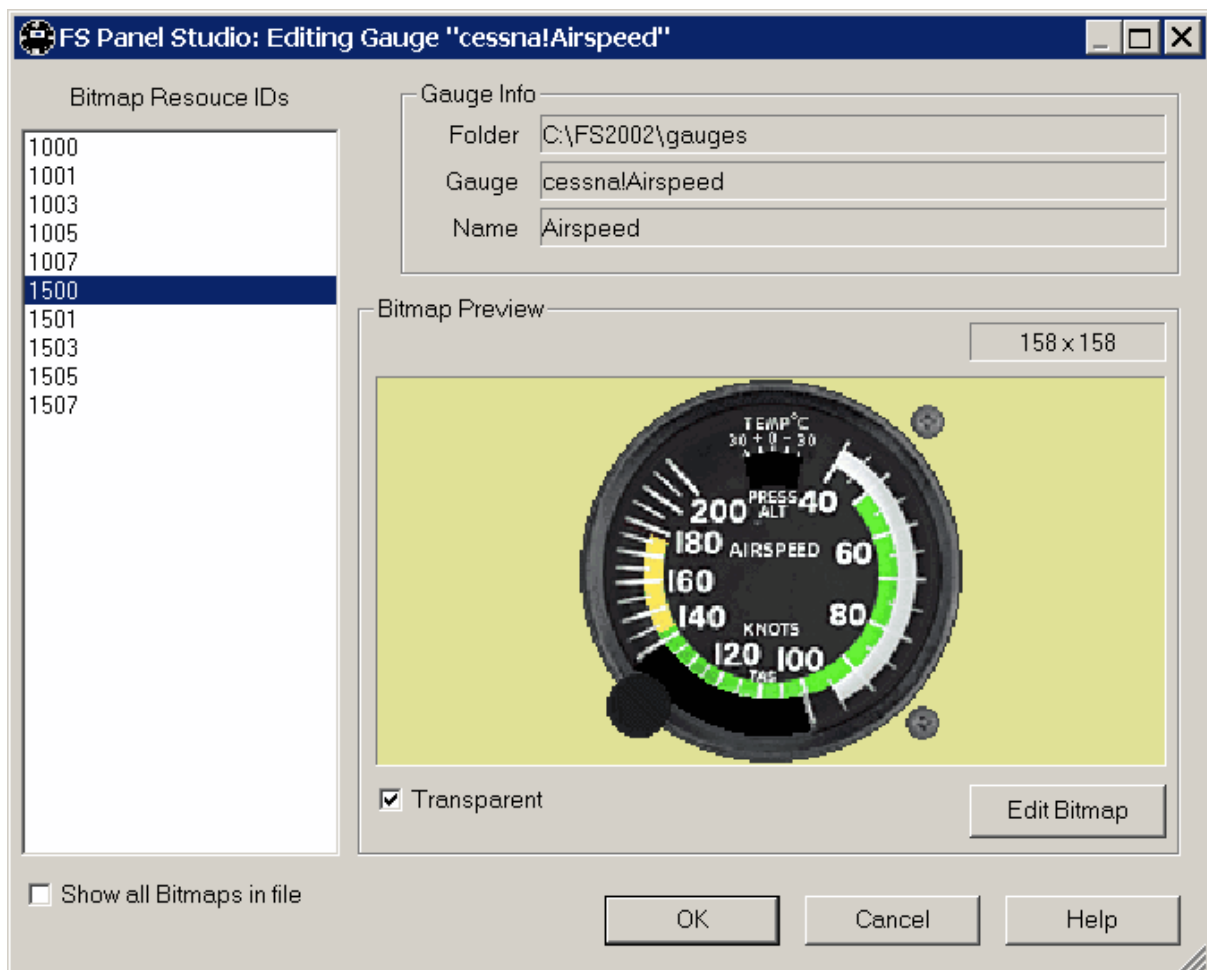 FS Panel Studio: Editing Gauge "cessna!Airspeed"
Bitmap Resouce IDs
1000
1001
1003
1005
1007
1500
1501
1503
1505
1507
Gauge Info
Folder C:\FS2002\gauges
Gauge cessna!Airspeed
Name Airspeed
Bitmap Preview
158 x 158
TEMP°C
30 + 0 - 30
PRESS
ALT
200 40
180 AIRSPEED 60
160
140 80
KNOTS
120 100
TAS
Transparent
Edit Bitmap
Show all Bitmaps in file
OK Cancel Help